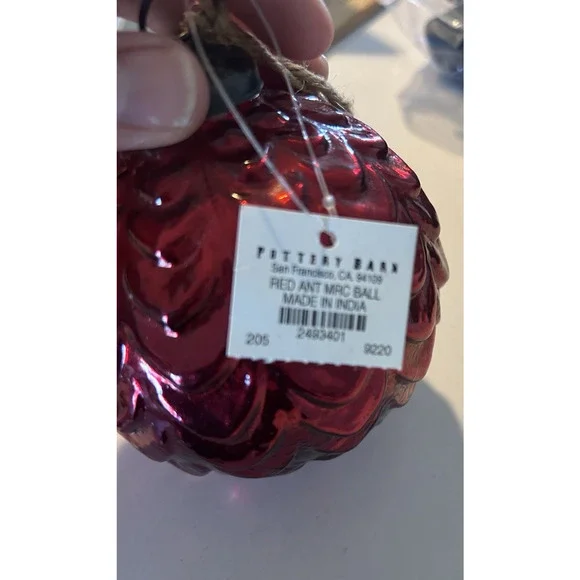 POTTERY BARN
San Francisco, CA. 94109
RED ANT MRC BALL
MADE IN INDIA
2493401
205 9220